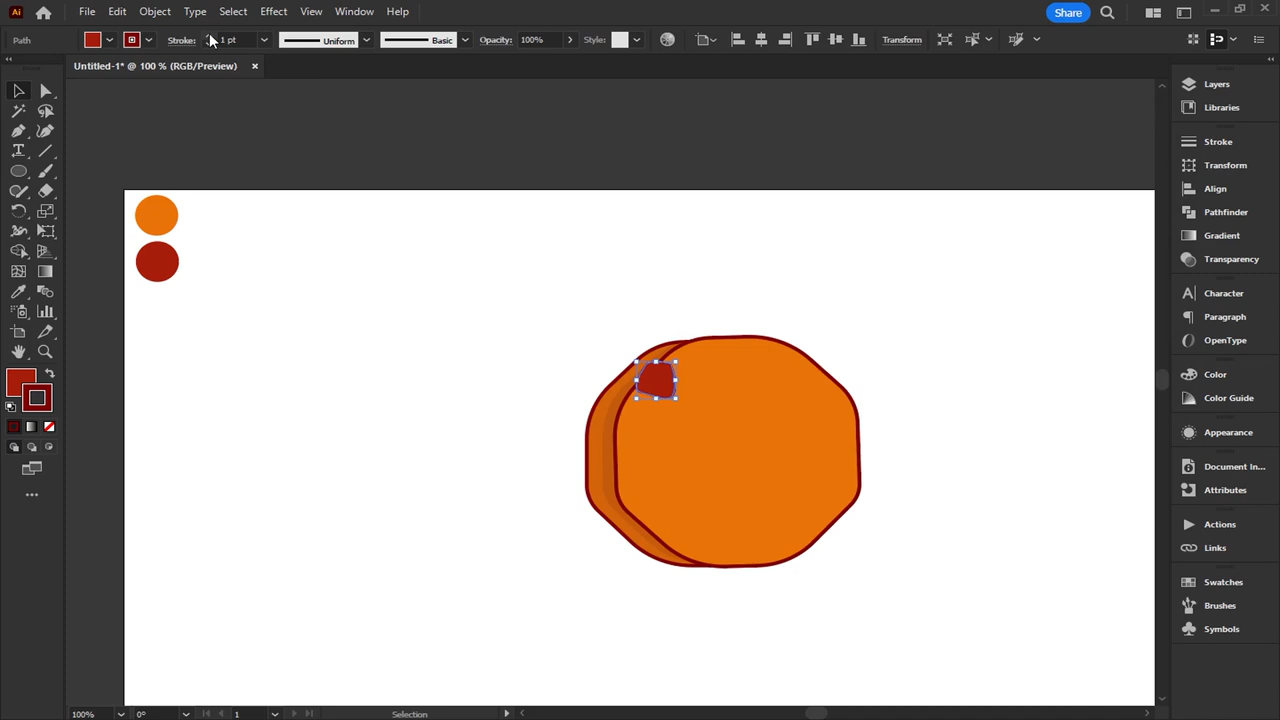 Ai File Edit Object Type Select Effect View Window Help Share
Path Stroke: 1 pt Uniform Basic Opacity: 100% Style: Transform
Untitled-1* @ 100 % (RGB/Preview)
Layers
Libraries
Stroke
Transform
Align
Pathfinder
Gradient
Transparency
Character
Paragraph
OpenType
Color
Color Guide
Appearance
Document In...
Attributes
Actions
Links
Swatches
Brushes
Symbols
100% 0° 1 Selection